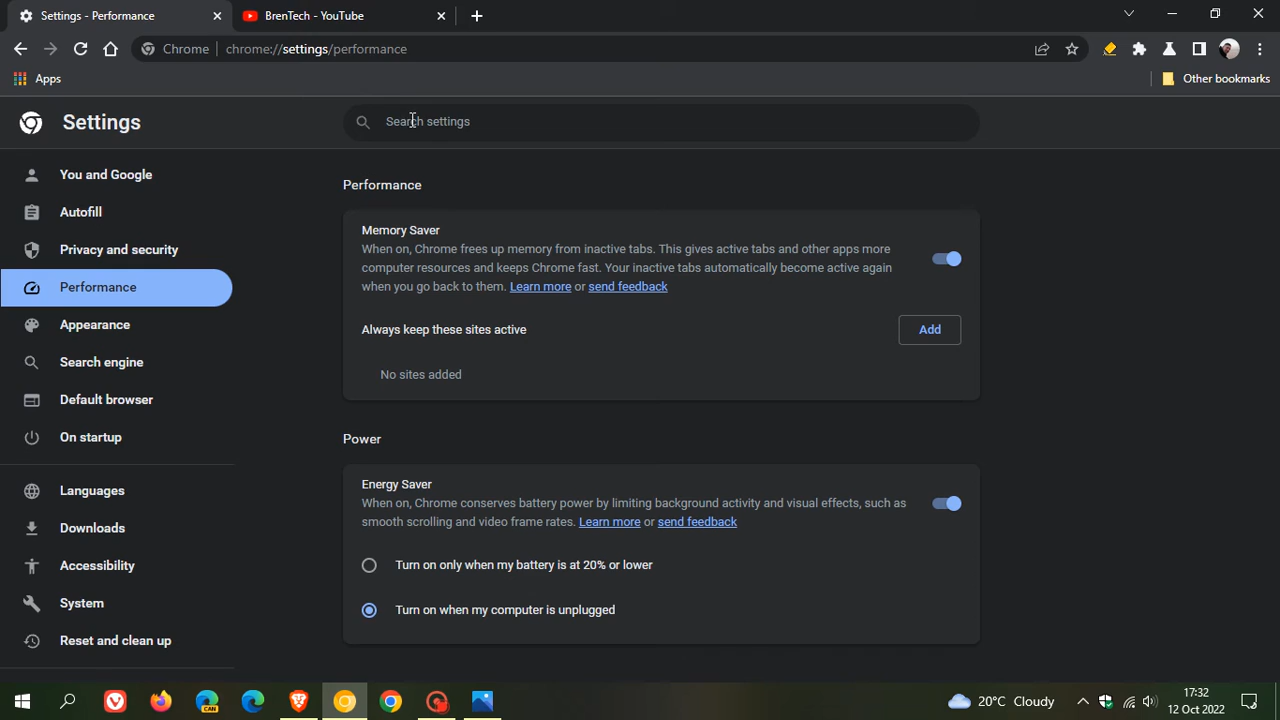 Settings - Performance
BrenTech - YouTube
Chrome
chrome://settings/performance
Apps
Other bookmarks
Settings
Search settings
You and Google
Autofill
Privacy and security
Performance
Appearance
Search engine
Default browser
On startup
Languages
Downloads
Accessibility
System
Reset and clean up
Performance
Memory Saver
When on, Chrome frees up memory from inactive tabs. This gives active tabs and other apps more
computer resources and keeps Chrome fast. Your inactive tabs automatically become active again
when you go back to them. Learn more or send feedback
Always keep these sites active
Add
No sites added
Power
Energy Saver
When on, Chrome conserves battery power by limiting background activity and visual effects, such as
smooth scrolling and video frame rates. Learn more or send feedback
Turn on only when my battery is at 20% or lower
Turn on when my computer is unplugged
CAN
20°C Cloudy
17:32
12 Oct 2022